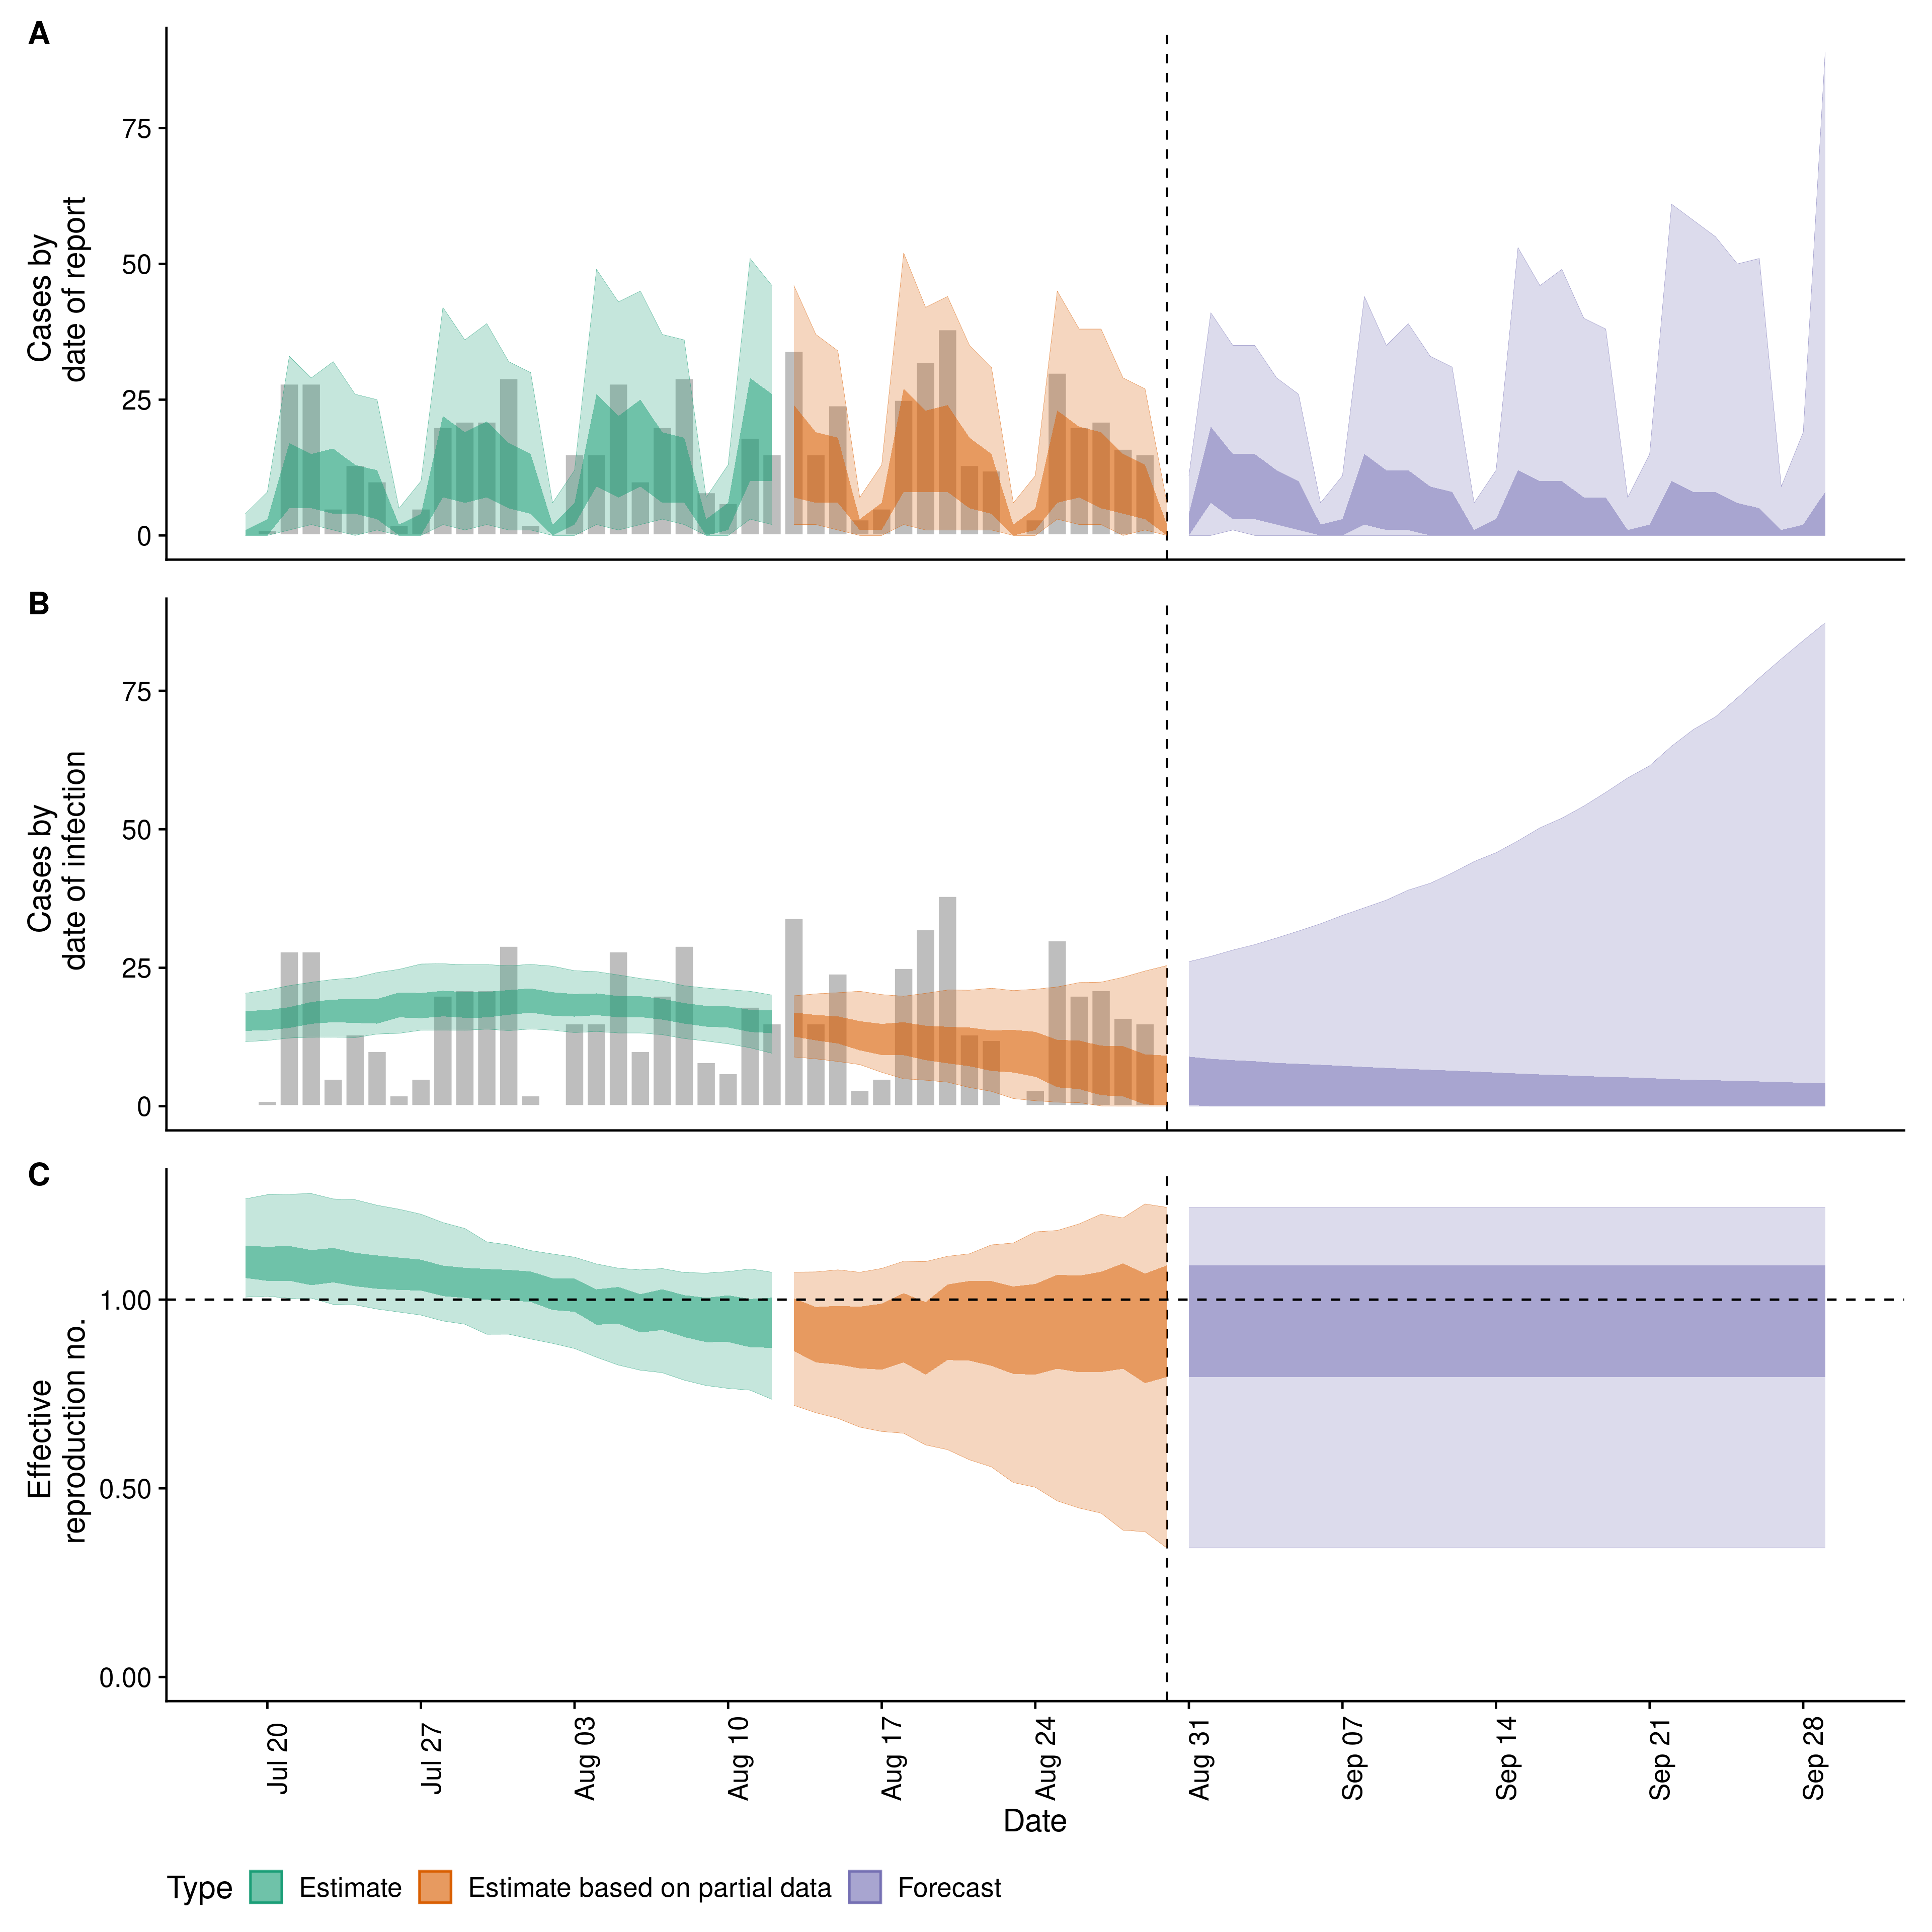 A
Cases by
date of report
75
50
25
0
B
Cases by
date of infection
75
50
25
0
C
Effective
reproduction no.
1.00
0.50
0.00
Jul 20
Jul 27
Aug 03
Aug 10
Aug 17
Aug 24
Aug 31
Sep 07
Sep 14
Sep 21
Sep 28
Date
Type Estimate Estimate based on partial data Forecast